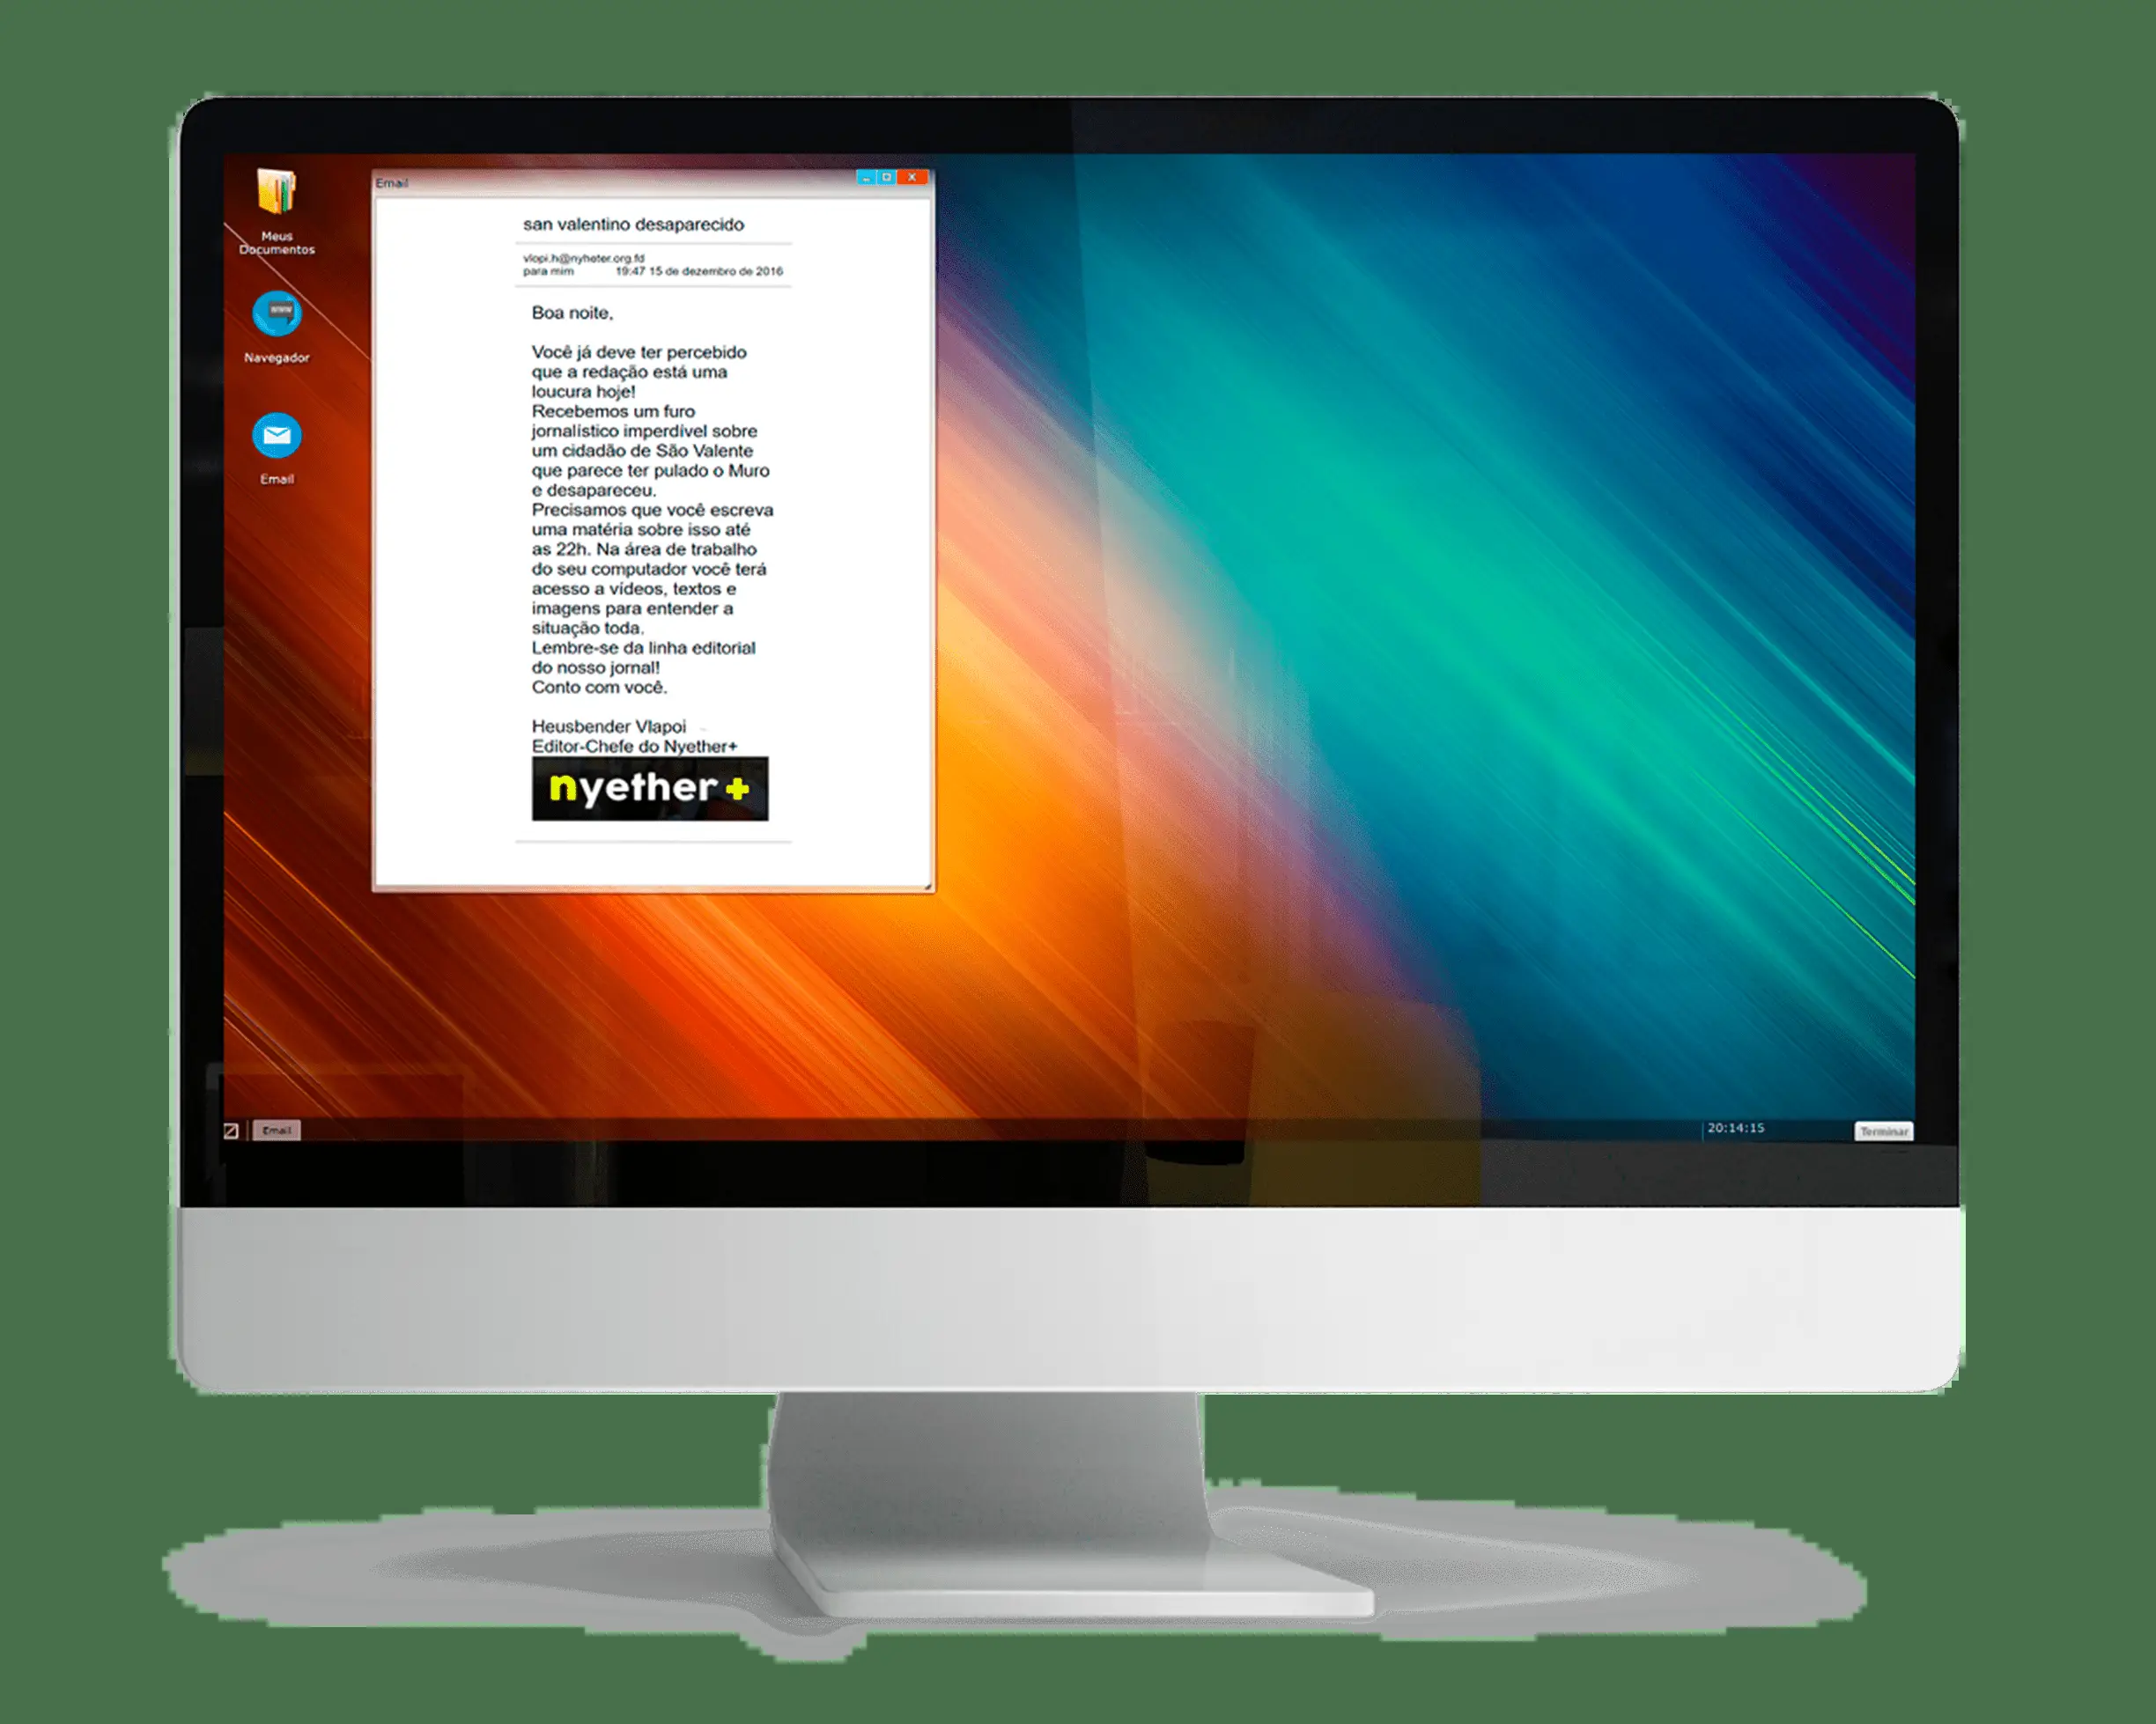 Email
Meus
Documentos
Navegador
Email
san valentino desaparecido
vlopi.h@nyheter.org.fd
para mim 19:47 15 de dezembro de 2016
Boa noite,
Você já deve ter percebido
que a redação está uma
loucura hoje!
Recebemos um furo
jornalístico imperdível sobre
um cidadão de São Valente
que parece ter pulado o Muro
e desapareceu.
Precisamos que você escreva
uma matéria sobre isso até
as 22h. Na área de trabalho
do seu computador você terá
acesso a vídeos, textos e
imagens para entender a
situação toda.
Lembre-se da linha editorial
do nosso jornal!
Conto com você.
Heusbender Vlapoi
Editor-Chefe do Nyether+
nyether+
Email
20:14:15
Terminar